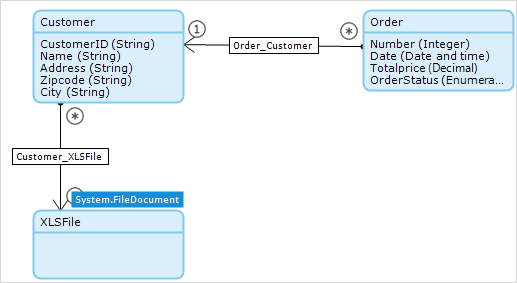 Customer
CustomerID (String)
Name (String)
Address (String)
Zipcode (String)
City (String)
1
Order_Customer
*
Order
Number (Integer)
Date (Date and time)
Totalprice (Decimal)
OrderStatus (Enumera...
*
Customer_XLSFile
System.FileDocument
XLSFile